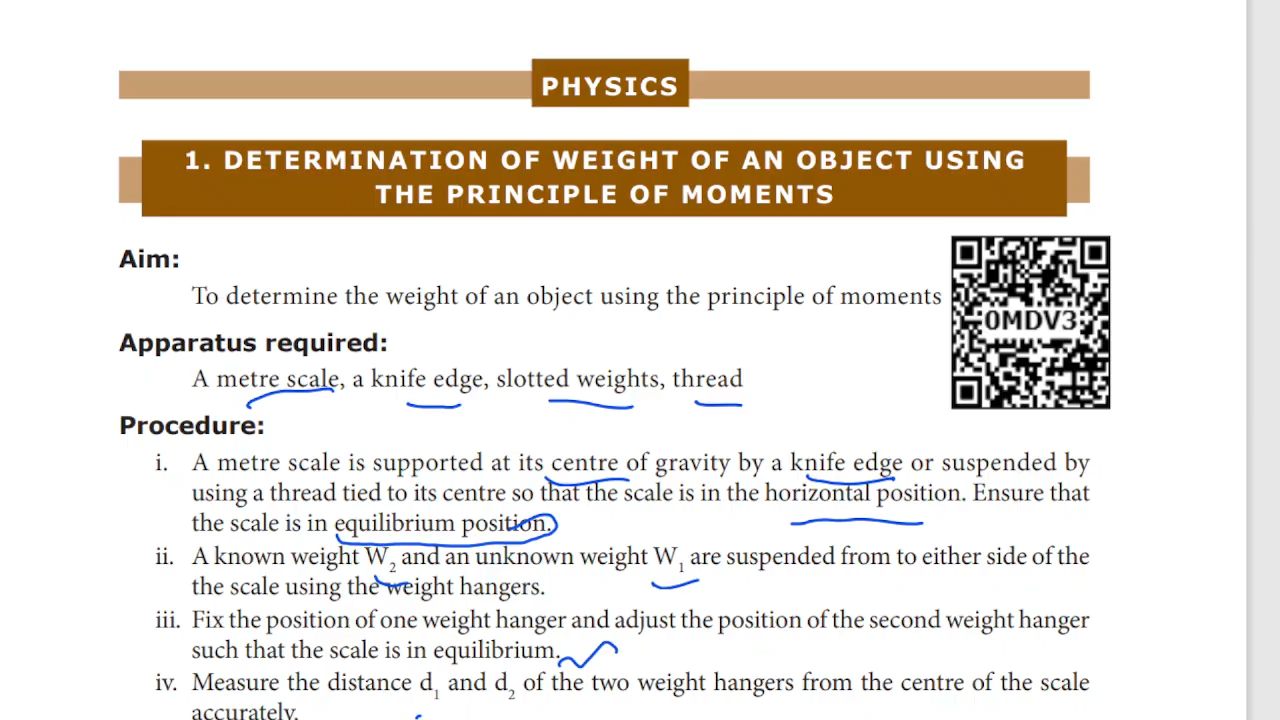 PHYSICS
1. DETERMINATION OF WEIGHT OF AN OBJECT USING
THE PRINCIPLE OF MOMENTS
Aim:
To determine the weight of an object using the principle of moments
0MDV3
Apparatus required:
A metre scale, a knife edge, slotted weights, thread
Procedure:
i. A metre scale is supported at its centre of gravity by a knife edge or suspended by
using a thread tied to its centre so that the scale is in the horizontal position. Ensure that
the scale is in equilibrium position.
ii. A known weight W₂ and an unknown weight W₁ are suspended from to either side of the
the scale using the weight hangers.
iii. Fix the position of one weight hanger and adjust the position of the second weight hanger
such that the scale is in equilibrium.
iv. Measure the distance d₁ and d₂ of the two weight hangers from the centre of the scale
accurately.